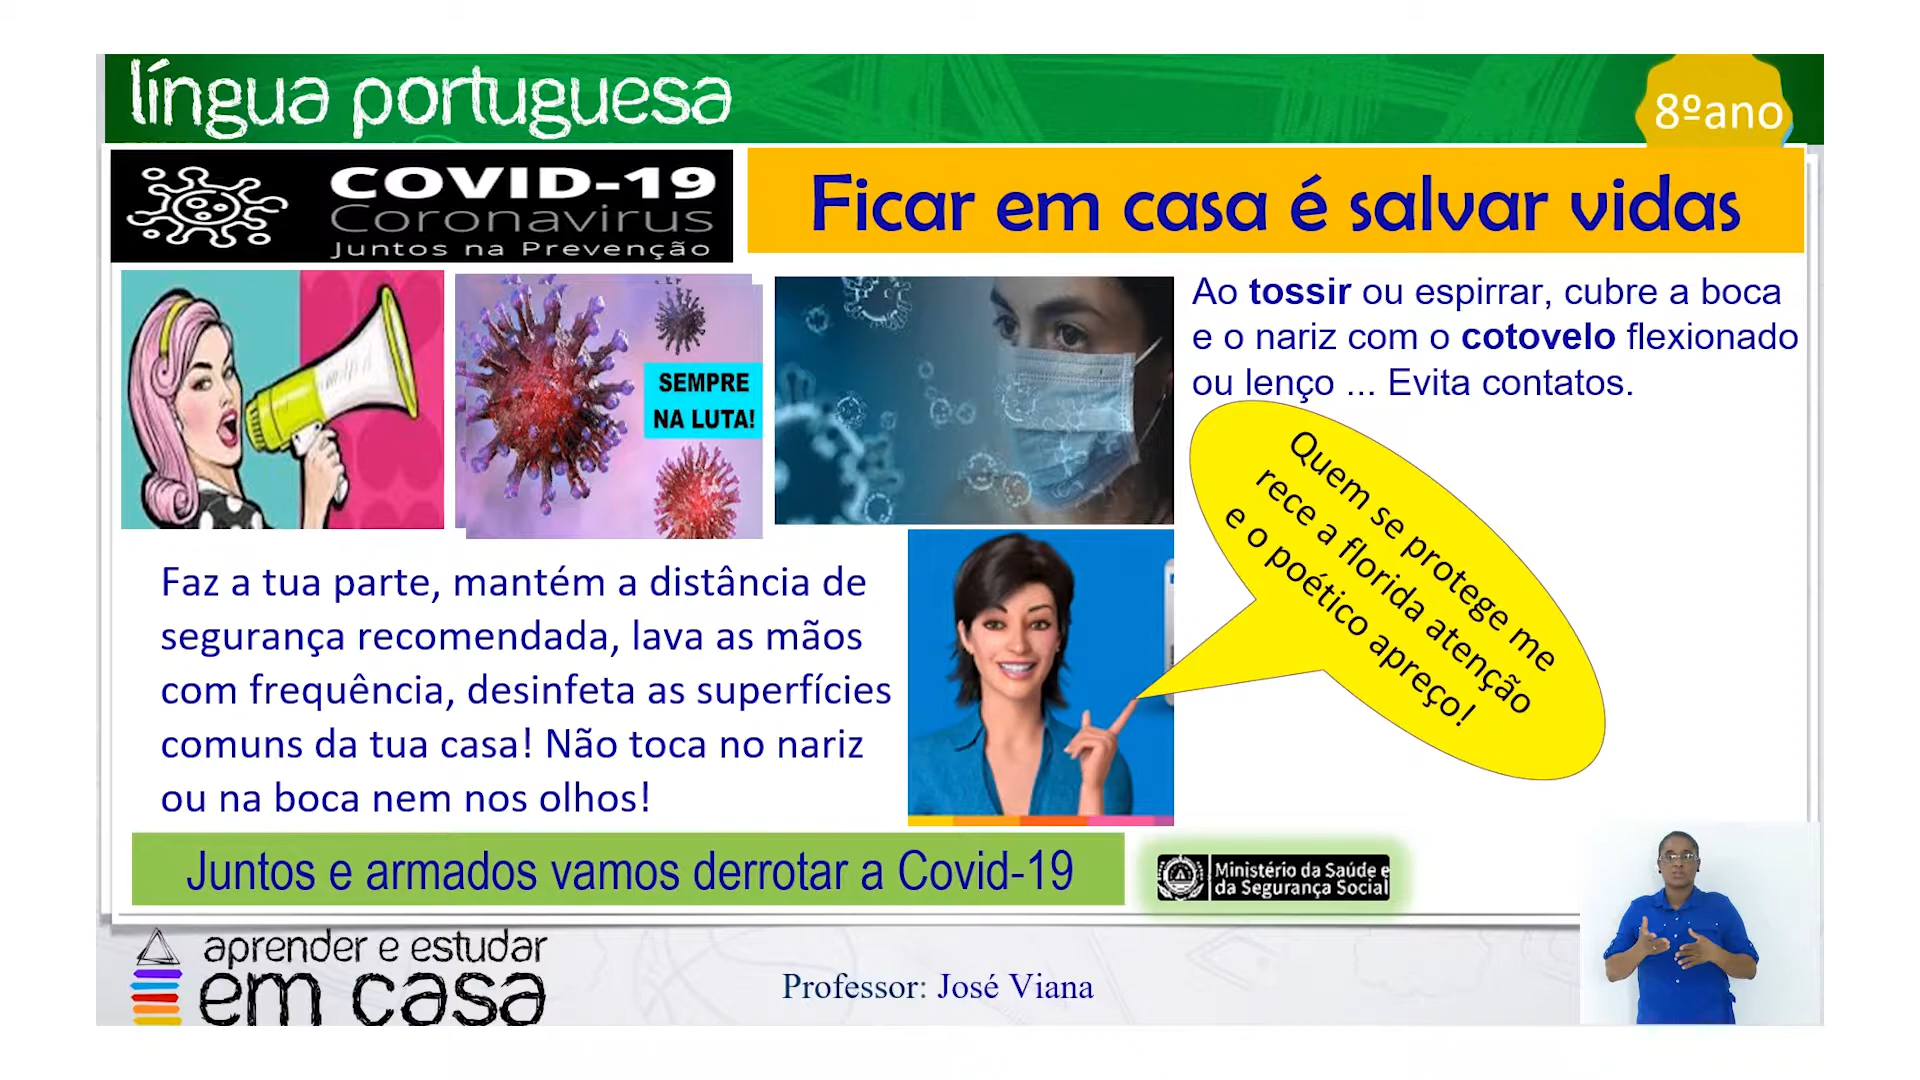 língua portuguesa
8ºano
COVID-19
Coronavirus
Juntos na Prevenção
Ficar em casa é salvar vidas
SEMPRE
NA LUTA!
Ao tossir ou espirrar, cubre a boca
e o nariz com o cotovelo flexionado
ou lenço ... Evita contatos.
Quem se protege me
rece a florida atenção
e o poético apreço!
Faz a tua parte, mantém a distância de
segurança recomendada, lava as mãos
com frequência, desinfeta as superfícies
comuns da tua casa! Não toca no nariz
ou na boca nem nos olhos!
Juntos e armados vamos derrotar a Covid-19
Ministério da Saúde e
da Segurança Social
aprender e estudar
em casa
Professor: José Viana